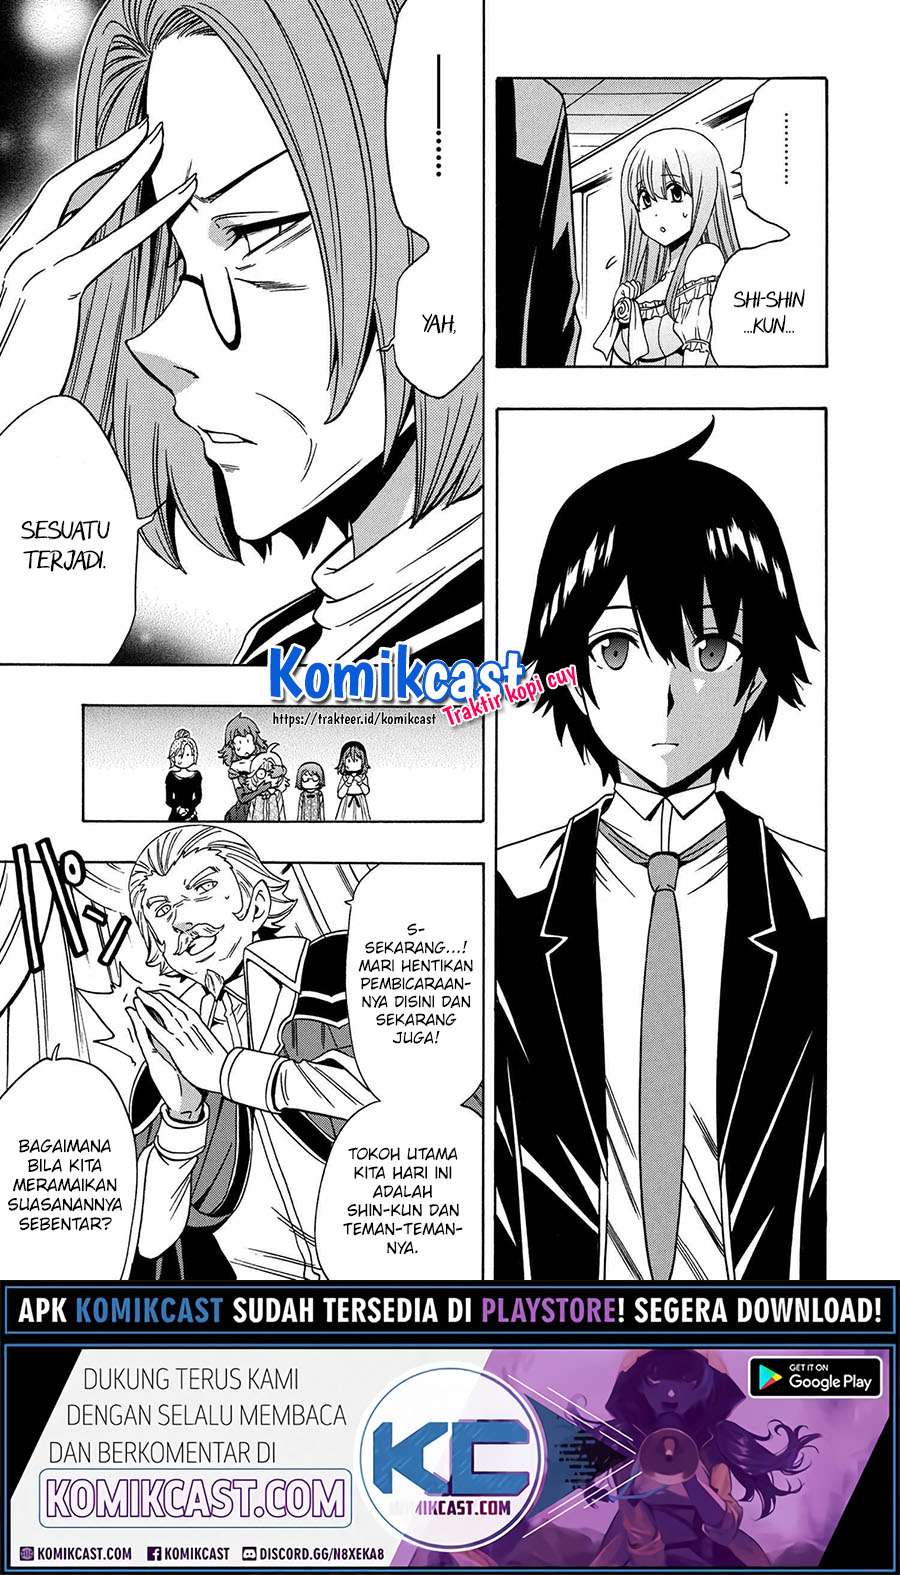 .........
SHI-SHIN
...KUN...
..........
YAH,
SESUATU
TERJADI.
Komikcast
Traktir kopi cuy
https://trakteer.id/komikcast
パーン
S-
SEKARANG...!
MARI HENTIKAN
PEMBICARAAN-
NYA DISINI DAN
SEKARANG
JUGA!
TOKOH UTAMA
KITA HARI INI
ADALAH
SHIN-KUN DAN
TEMAN-TEMAN-
NYA.
BAGAIMANA
BILA KITA
MERAMAIKAN
SUASANANNYA
SEBENTAR?
APK KOMIKCAST SUDAH TERSEDIA DI PLAYSTORE! SEGERA DOWNLOAD!
DUKUNG TERUS KAMI
DENGAN SELALU MEMBACA
DAN BERKOMENTAR DI
KOMIKCAST.COM
KOMIKCAST.COM KOMIKCAST DISCORD.GG/N8XEKA8
KC
WWW.KOMIKCAST.COM
GET IT ON
Google Play